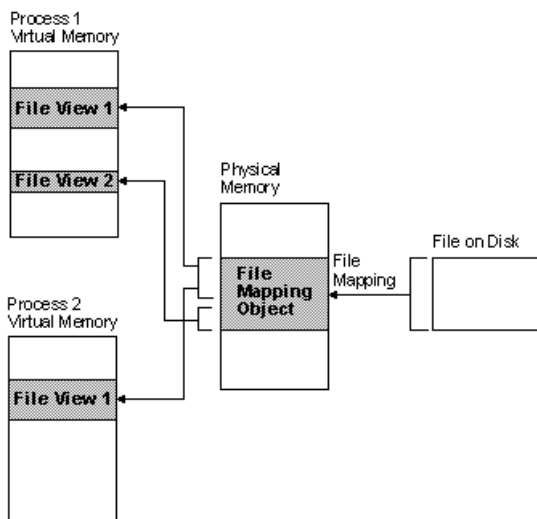 Process 1
Virtual Memory
File View 1
File View 2
Physical
Memory
File
Mapping
Object
File
Mapping
File on Disk
Process 2
Virtual Memory
File View 1